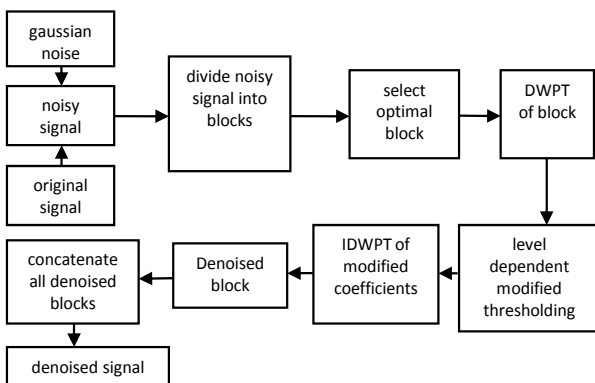 gaussian
noise
noisy
signal
original
signal
divide noisy
signal into
blocks
select
optimal
block
DWPT
of block
level
dependent
modified
thresholding
IDWPT of
modified
coefficients
Denoised
block
concatenate
all denoised
blocks
denoised signal